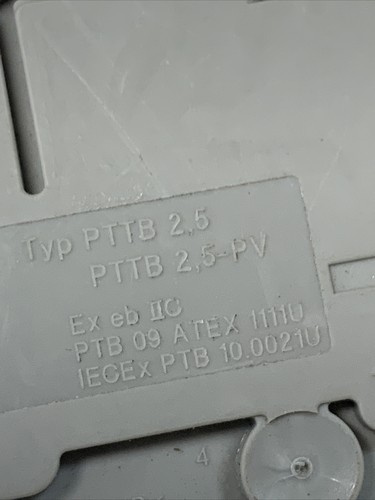 Typ PTTB 2,5
PTTB 2,5-PV
Ex eb IIC
PTB 09 ATEX 1111U
IECEx PTB 10.0021U
4